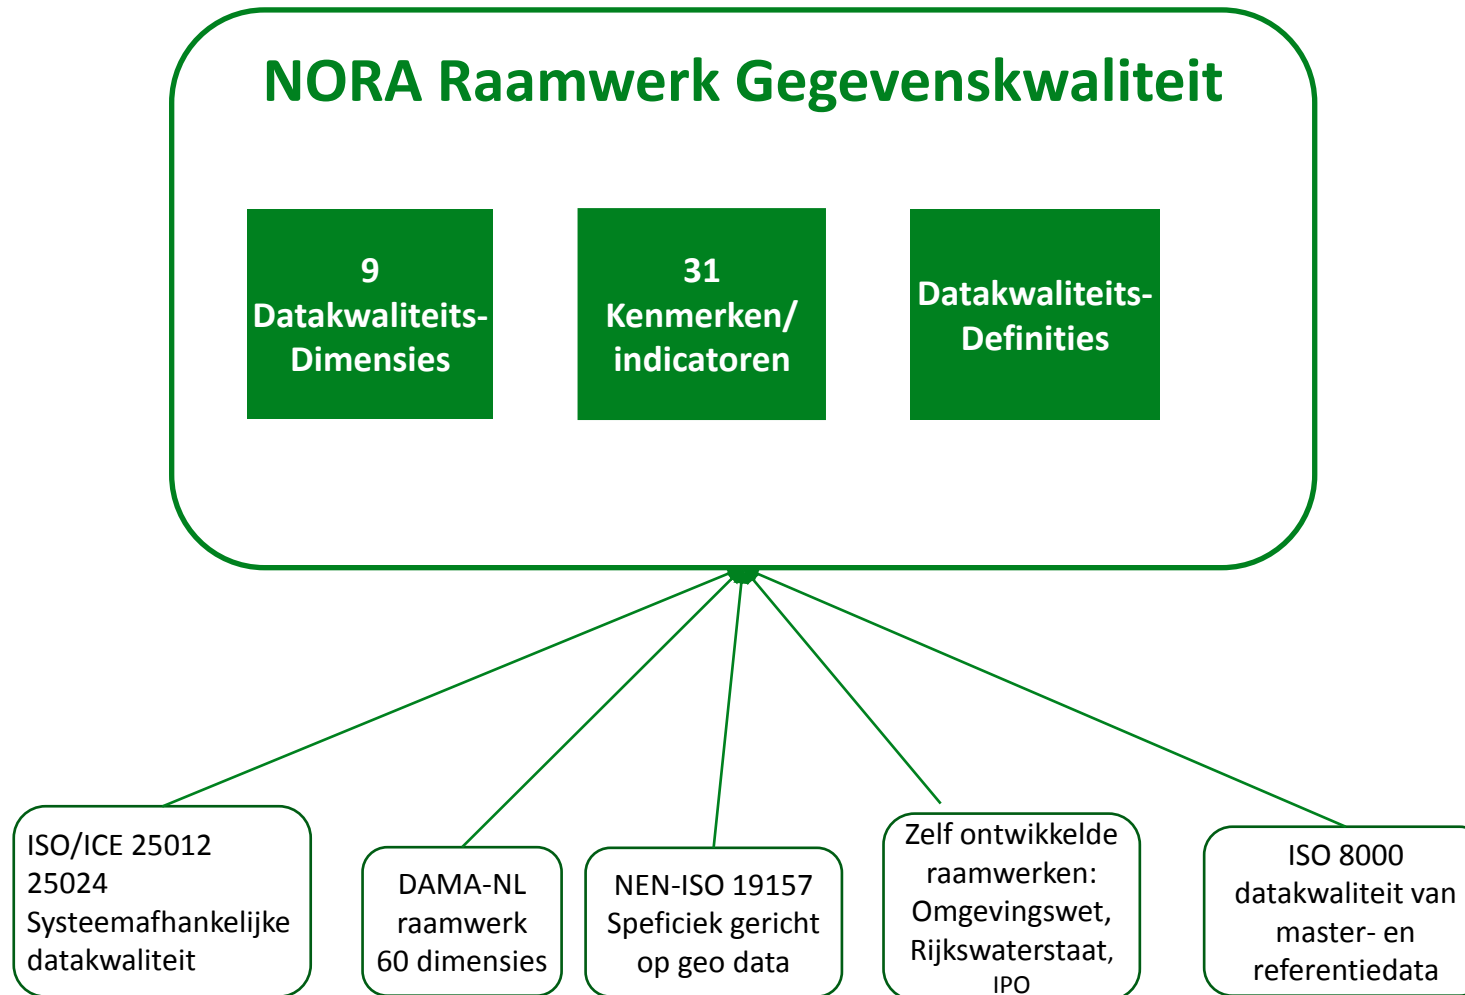 NORA Raamwerk Gegevenskwaliteit
9
Datakwaliteits-
Dimensies
31
Kenmerken/
indicatoren
Datakwaliteits-
Definities
ISO/ICE 25012
25024
Systeemafhankelijke
datakwaliteit
DAMA-NL
raamwerk
60 dimensies
NEN-ISO 19157
Speficiek gericht
op geo data
Zelf ontwikkelde
raamwerken:
Omgevingswet,
Rijkswaterstaat,
IPO
ISO 8000
datakwaliteit van
master- en
referentiedata